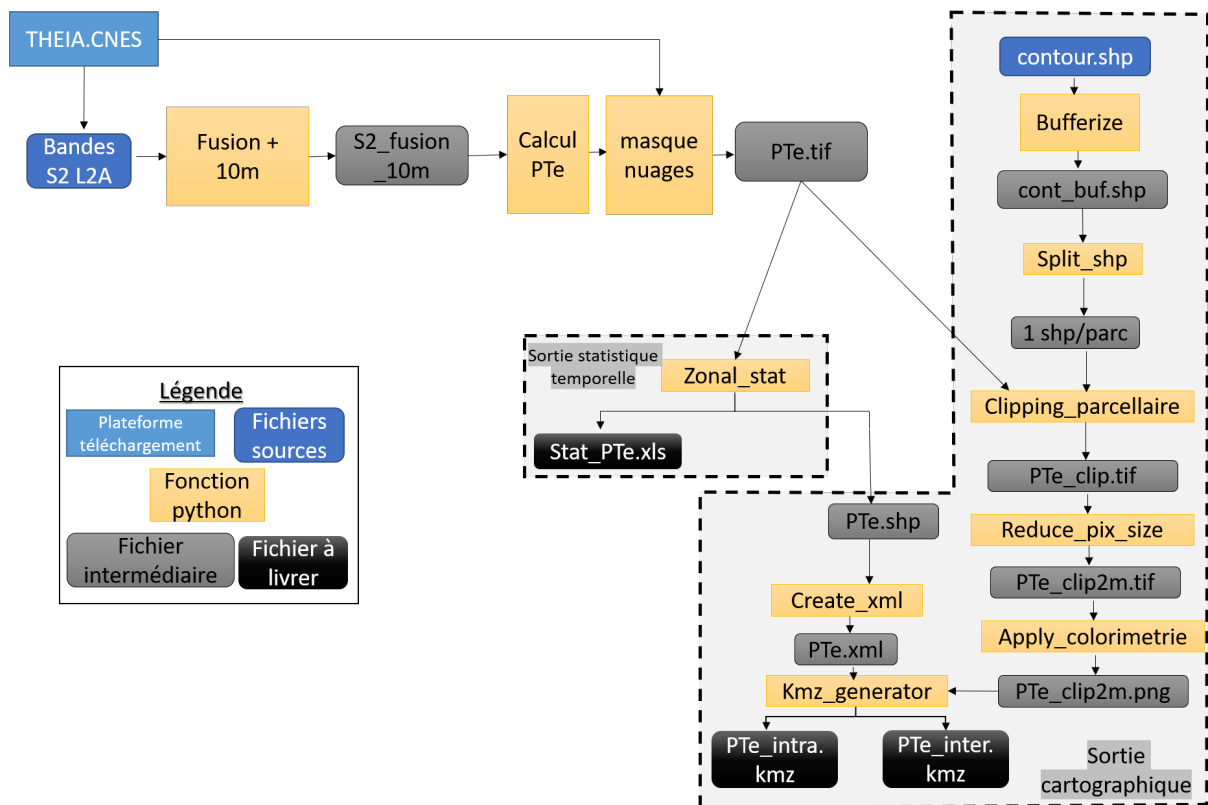 THEIA.CNES
Bandes
S2 L2A
Fusion +
10m
S2_fusion
_10m
Calcul
PTe
masque
nuages
PTe.tif
contour.shp
Bufferize
cont_buf.shp
Split_shp
1 shp/parc
Clipping_parcellaire
PTe_clip.tif
Reduce_pix_size
PTe_clip2m.tif
Apply_colorimetrie
PTe_clip2m.png
Sortie statistique
temporelle
Zonal_stat
Stat_PTe.xls
PTe.shp
Create_xml
PTe.xml
Kmz_generator
PTe_intra.
kmz
PTe_inter.
kmz
Sortie
cartographique
Légende
Plateforme
téléchargement
Fichiers
sources
Fonction
python
Fichier
intermédiaire
Fichier à
livrer